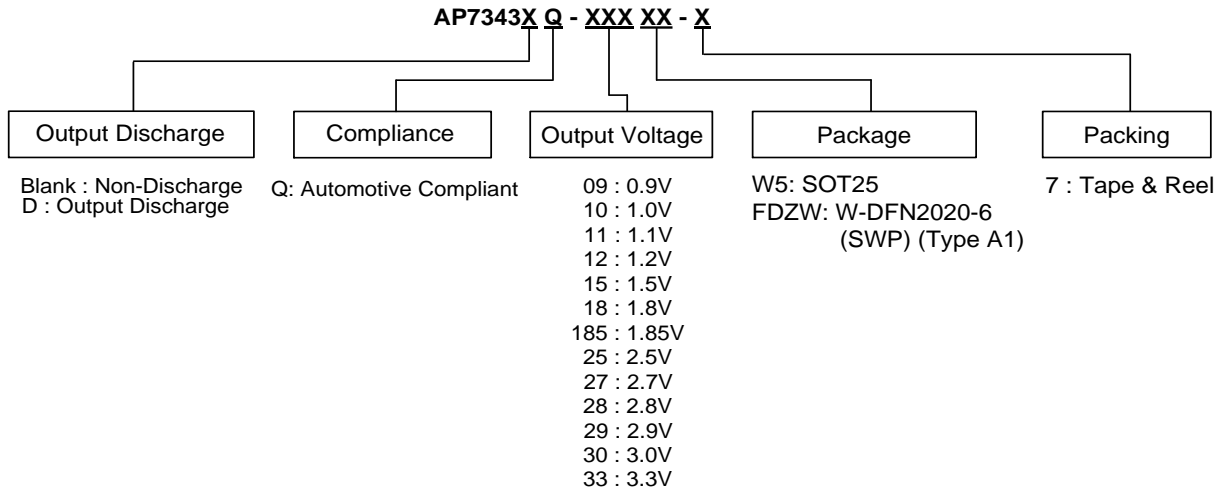 AP7343X Q - XXX XX - X
Output Discharge
Blank : Non-Discharge
D : Output Discharge
Compliance
Q: Automotive Compliant
Output Voltage
09 : 0.9V
10 : 1.0V
11 : 1.1V
12 : 1.2V
15 : 1.5V
18 : 1.8V
185 : 1.85V
25 : 2.5V
27 : 2.7V
28 : 2.8V
29 : 2.9V
30 : 3.0V
33 : 3.3V
Package
W5: SOT25
FDZW: W-DFN2020-6
(SWP) (Type A1)
Packing
7 : Tape & Reel